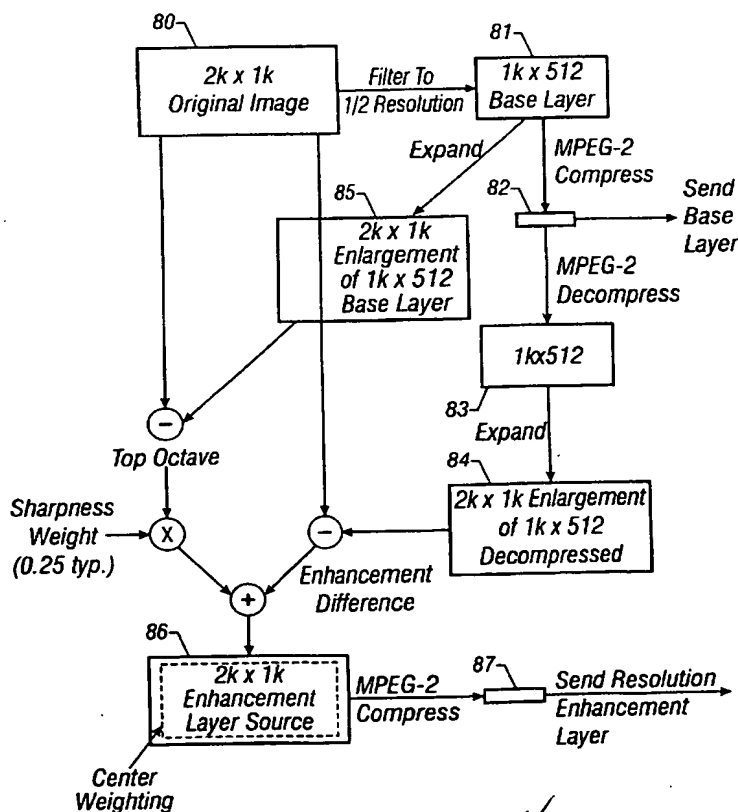 80
2k x 1k
Original Image
Filter To
1/2 Resolution
81
1k x 512
Base Layer
Expand
MPEG-2
Compress
82
Send
Base
Layer
85
2k x 1k
Enlargement
of 1k x 512
Base Layer
MPEG-2
Decompress
1kx512
83
Expand
–
Top Octave
84
2k x 1k Enlargement
of 1k x 512
Decompressed
Sharpness
Weight
(0.25 typ.)
X
–
Enhancement
Difference
+
86
2k x 1k
Enhancement
Layer Source
MPEG-2
Compress
87
Send Resolution
Enhancement
Layer
Center
Weighting